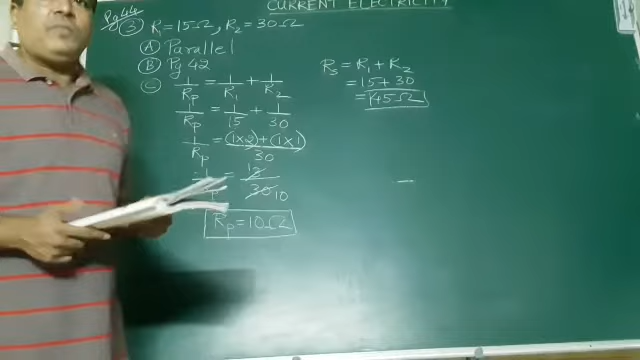 CURRENT ELECTRICITY
Pg 44
③ R₁ = 15Ω, R₂ = 30Ω
Ⓐ Parallel
Ⓑ Pg 42
Ⓒ 1/Rp = 1/R₁ + 1/R₂
1/Rp = 1/15 + 1/30
1/Rp = (1×2)+(1×1)/30
= 30 10
Rp = 10Ω
Rs = R₁ + R₂
= 15 + 30
= 45Ω